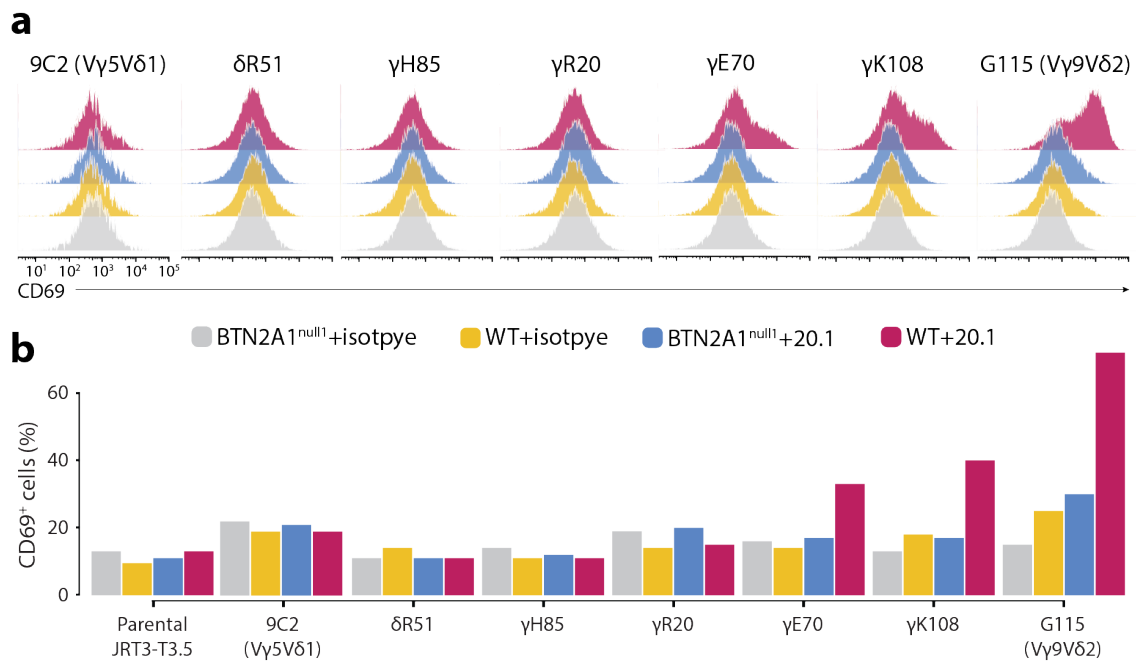 a
9C2 (Vγ5Vδ1) δR51 γH85 γR20 γE70 γK108 G115 (Vγ9Vδ2)
10¹ 10² 10³ 10⁴ 10⁵
CD69
b
BTN2A1ⁿᵘˡˡ¹+isotpye WT+isotpye BTN2A1ⁿᵘˡˡ¹+20.1 WT+20.1
CD69⁺ cells (%)
60
40
20
0
Parental 9C2 δR51 γH85 γR20 γE70 γK108 G115
JRT3-T3.5 (Vγ5Vδ1) (Vγ9Vδ2)